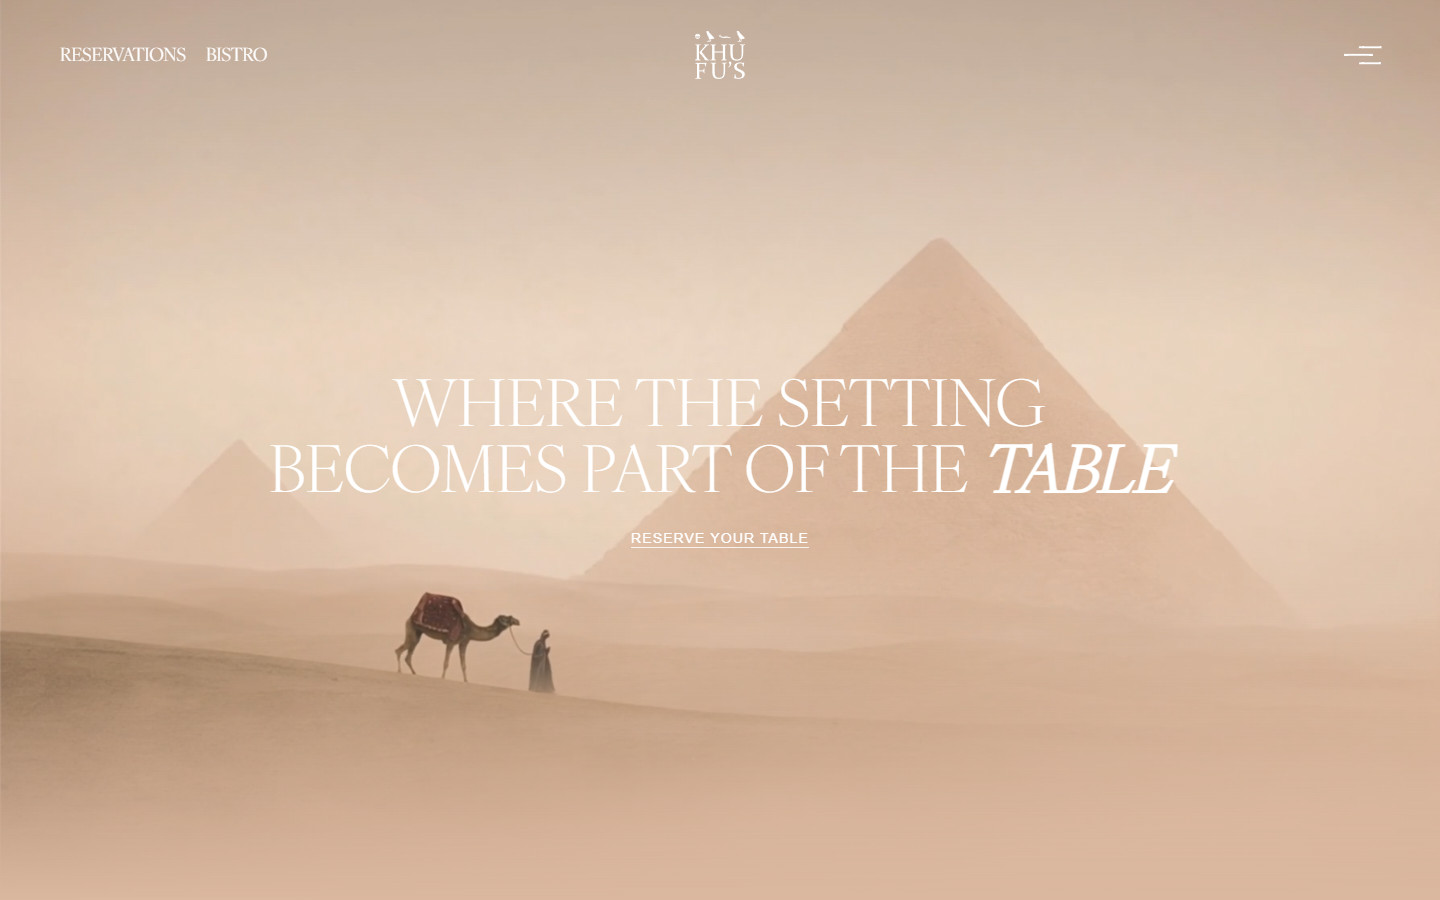 RESERVATIONS BISTRO
KHU
FU'S
WHERE THE SETTING
BECOMES PART OF THE TABLE
RESERVE YOUR TABLE